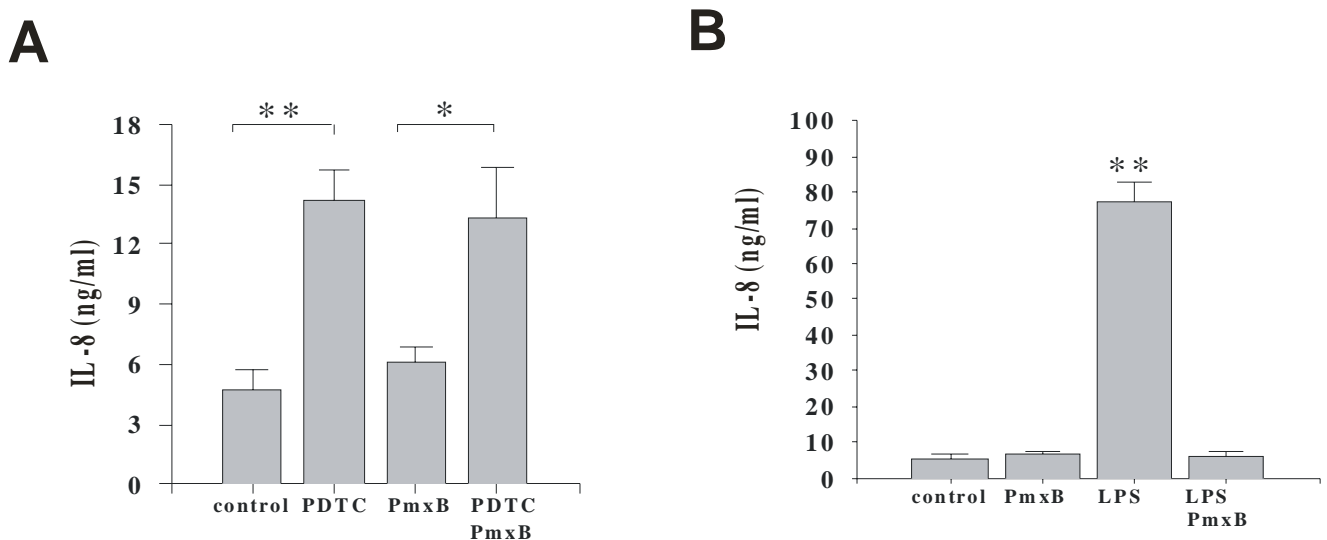 A
** *
18
15
12
9
6
3
0
IL-8 (ng/ml)
control PDTC PmxB PDTC
PmxB
B
**
100
90
80
70
60
50
40
30
20
10
0
IL-8 (ng/ml)
control PmxB LPS LPS
PmxB